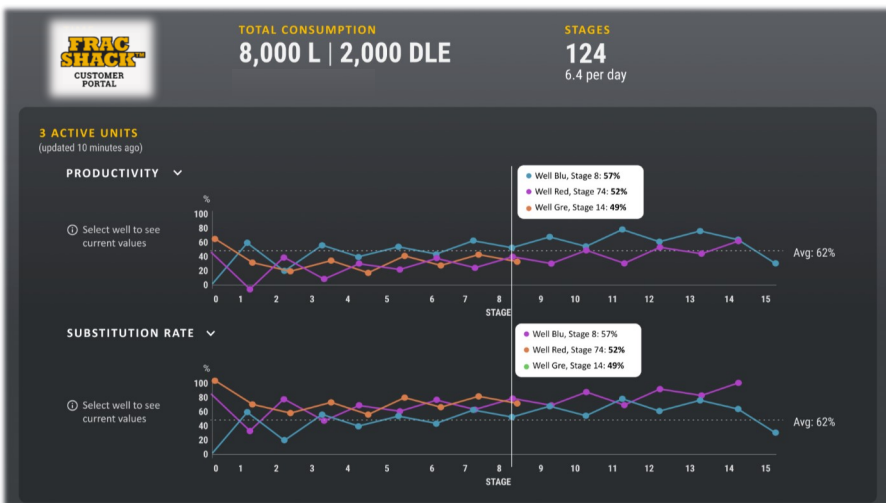 FRAC
SHACK™
CUSTOMER
PORTAL
TOTAL CONSUMPTION
8,000 L | 2,000 DLE
STAGES
124
6.4 per day
3 ACTIVE UNITS
(updated 10 minutes ago)
PRODUCTIVITY
Select well to see
current values
%
100
80
60
40
20
0
0 1 2 3 4 5 6 7 8 9 10 11 12 13 14 15
STAGE
Well Blu, Stage 8: 57%
Well Red, Stage 74: 52%
Well Gre, Stage 14: 49%
Avg: 62%
SUBSTITUTION RATE
Select well to see
current values
%
100
80
60
40
20
0
0 1 2 3 4 5 6 7 8 9 10 11 12 13 14 15
STAGE
Well Blu, Stage 8: 57%
Well Red, Stage 74: 52%
Well Gre, Stage 14: 49%
Avg: 62%